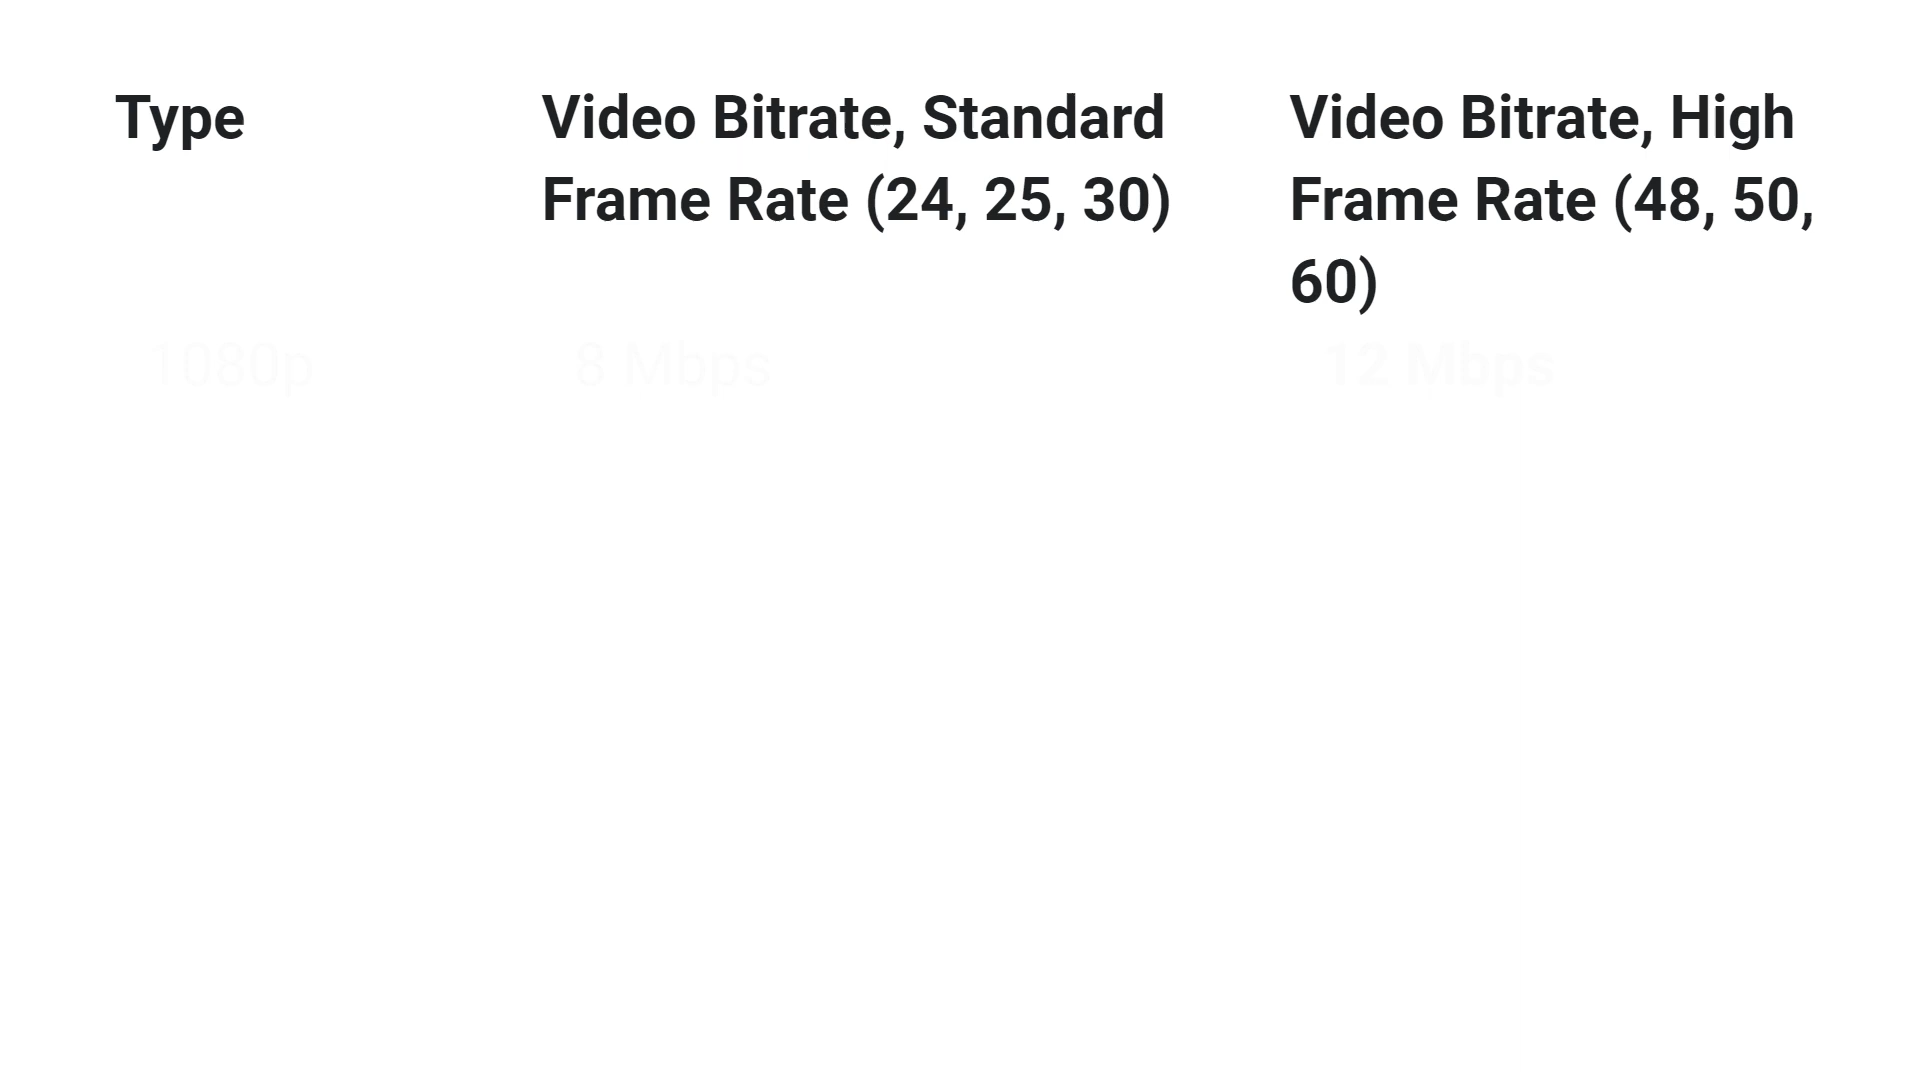 Type
Video Bitrate, Standard
Frame Rate (24, 25, 30)
Video Bitrate, High
Frame Rate (48, 50,
60)
1080p
8 Mbps
12 Mbps